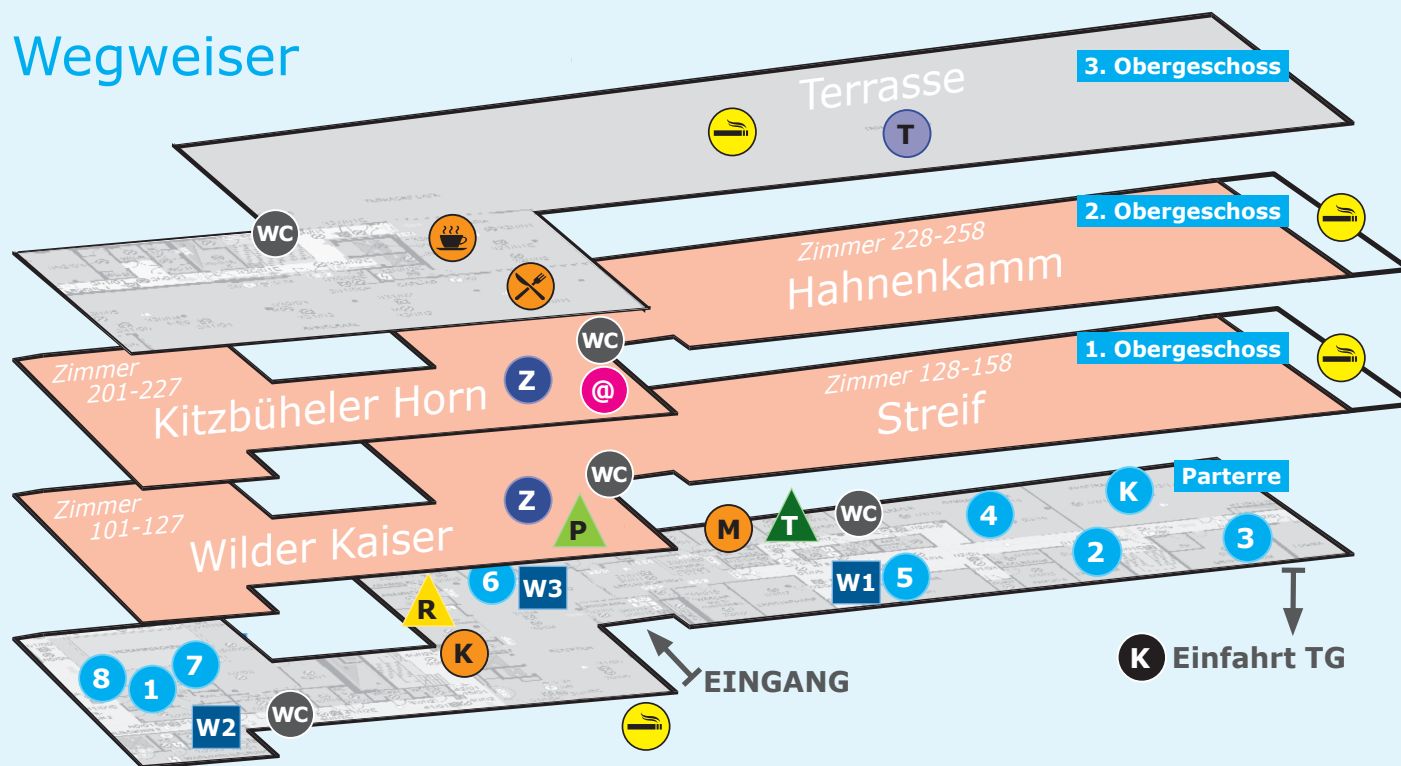 Wegweiser
3. Obergeschoss
Terrasse
T
WC
2. Obergeschoss
Zimmer 228-258
Hahnenkamm
WC
Zimmer
201-227
Kitzbüheler Horn
Z
@
1. Obergeschoss
Zimmer 128-158
Streif
WC
Zimmer
101-127
Wilder Kaiser
Z
P
Parterre
M
T
WC
4
K
2
3
W1
5
6
W3
R
K
8
1
7
W2
WC
EINGANG
K Einfahrt TG